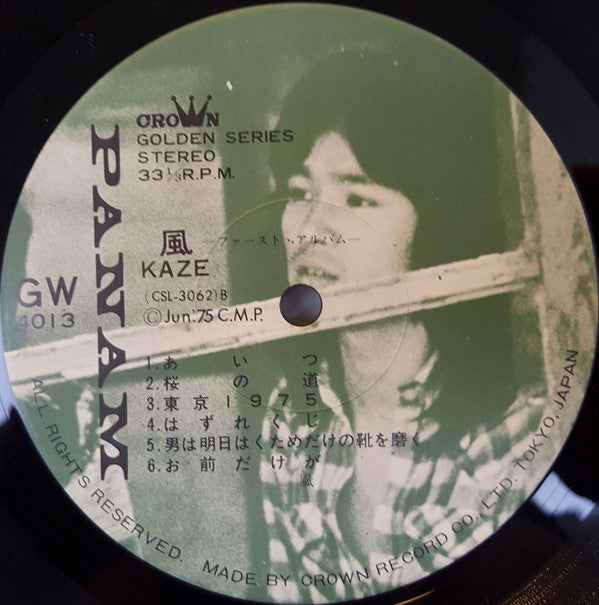 CROWN
GOLDEN SERIES
STEREO
33⅓R.P.M.
PANAM
風 —ファースト・アルバム—
KAZE
GW
4013
(CSL-3062)B
©Jun.'75 C.M.P.
1.あいつ
2.桜の道
3.東京1975
4.はずれくじ
5.男は明日はくためだけの靴を磨く
6.お前だけが
風
ALL RIGHTS RESERVED. MADE BY CROWN RECORD CO., LTD. TOKYO, JAPAN